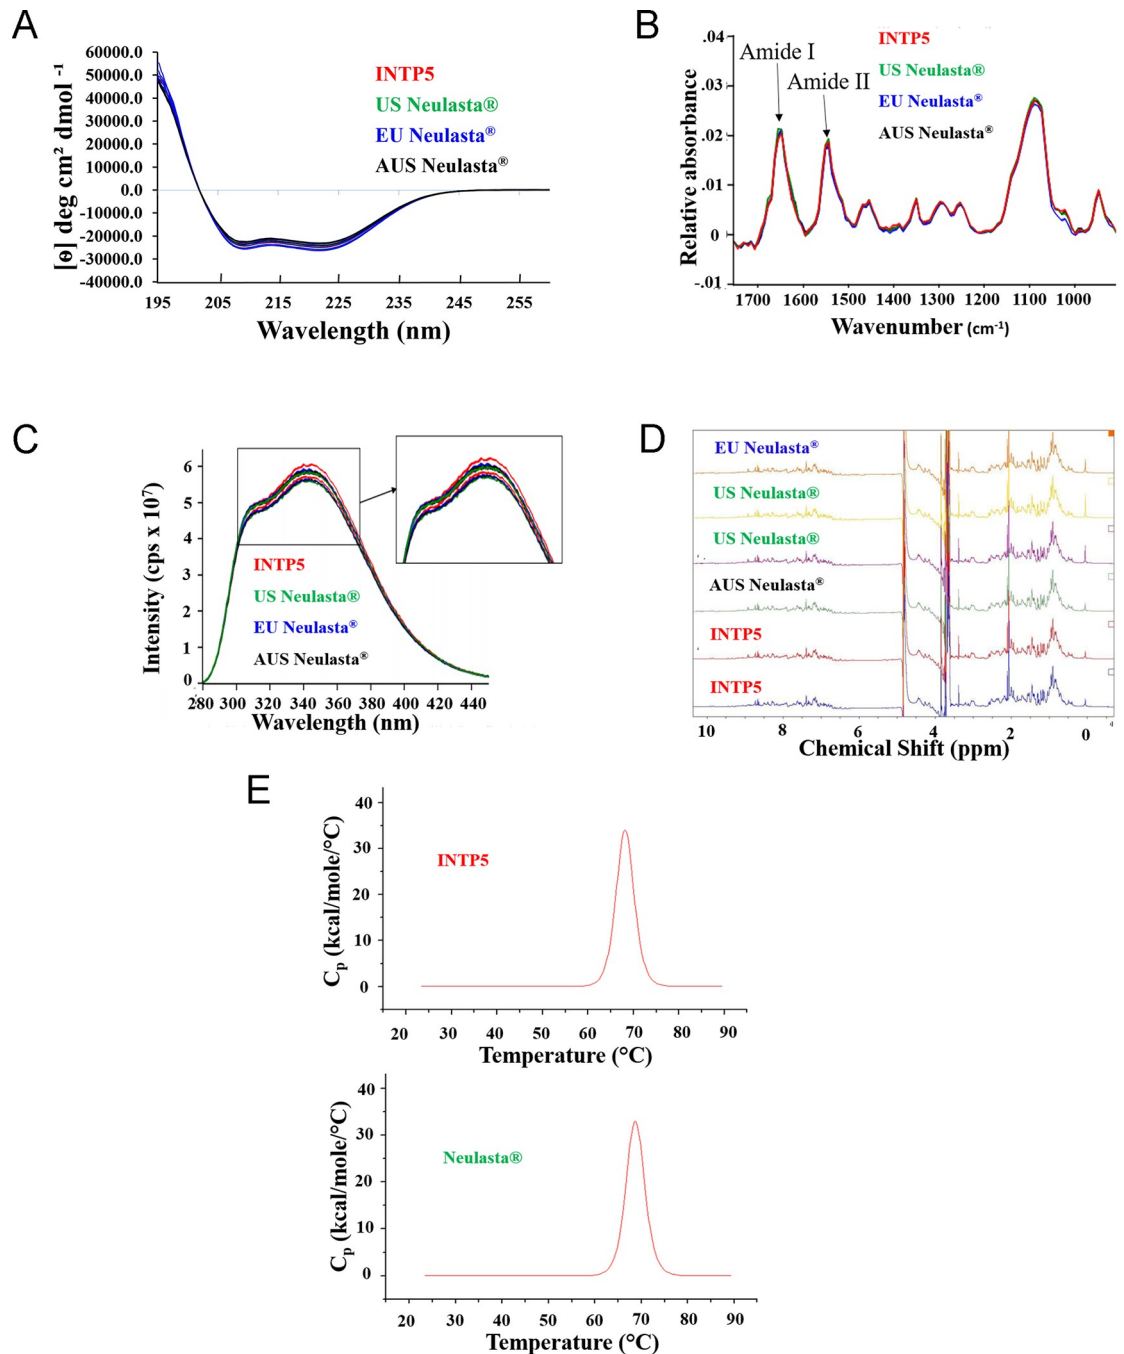 A
60000.0
50000.0
40000.0
30000.0
20000.0
10000.0
0.0
-10000.0
-20000.0
-30000.0
-40000.0
[ɵ] deg cm² dmol ⁻¹
INTP5
US Neulasta®
EU Neulasta®
AUS Neulasta®
195 205 215 225 235 245 255
Wavelength (nm)
B
.04
.03
.02
.01
0
-.01
Relative absorbance
Amide I
Amide II
INTP5
US Neulasta®
EU Neulasta®
AUS Neulasta®
1700 1600 1500 1400 1300 1200 1100 1000
Wavenumber (cm⁻¹)
C
6
5
4
3
2
1
0
Intensity (cps x 10⁷)
INTP5
US Neulasta®
EU Neulasta®
AUS Neulasta®
280 300 320 340 360 380 400 420 440
Wavelength (nm)
D
EU Neulasta®
US Neulasta®
US Neulasta®
AUS Neulasta®
INTP5
INTP5
10 8 6 4 2 0
Chemical Shift (ppm)
E
40
30
20
10
0
Cₚ (kcal/mole/°C)
INTP5
20 30 40 50 60 70 80 90
Temperature (°C)
40
30
20
10
0
Cₚ (kcal/mole/°C)
Neulasta®
20 30 40 50 60 70 80 90
Temperature (°C)